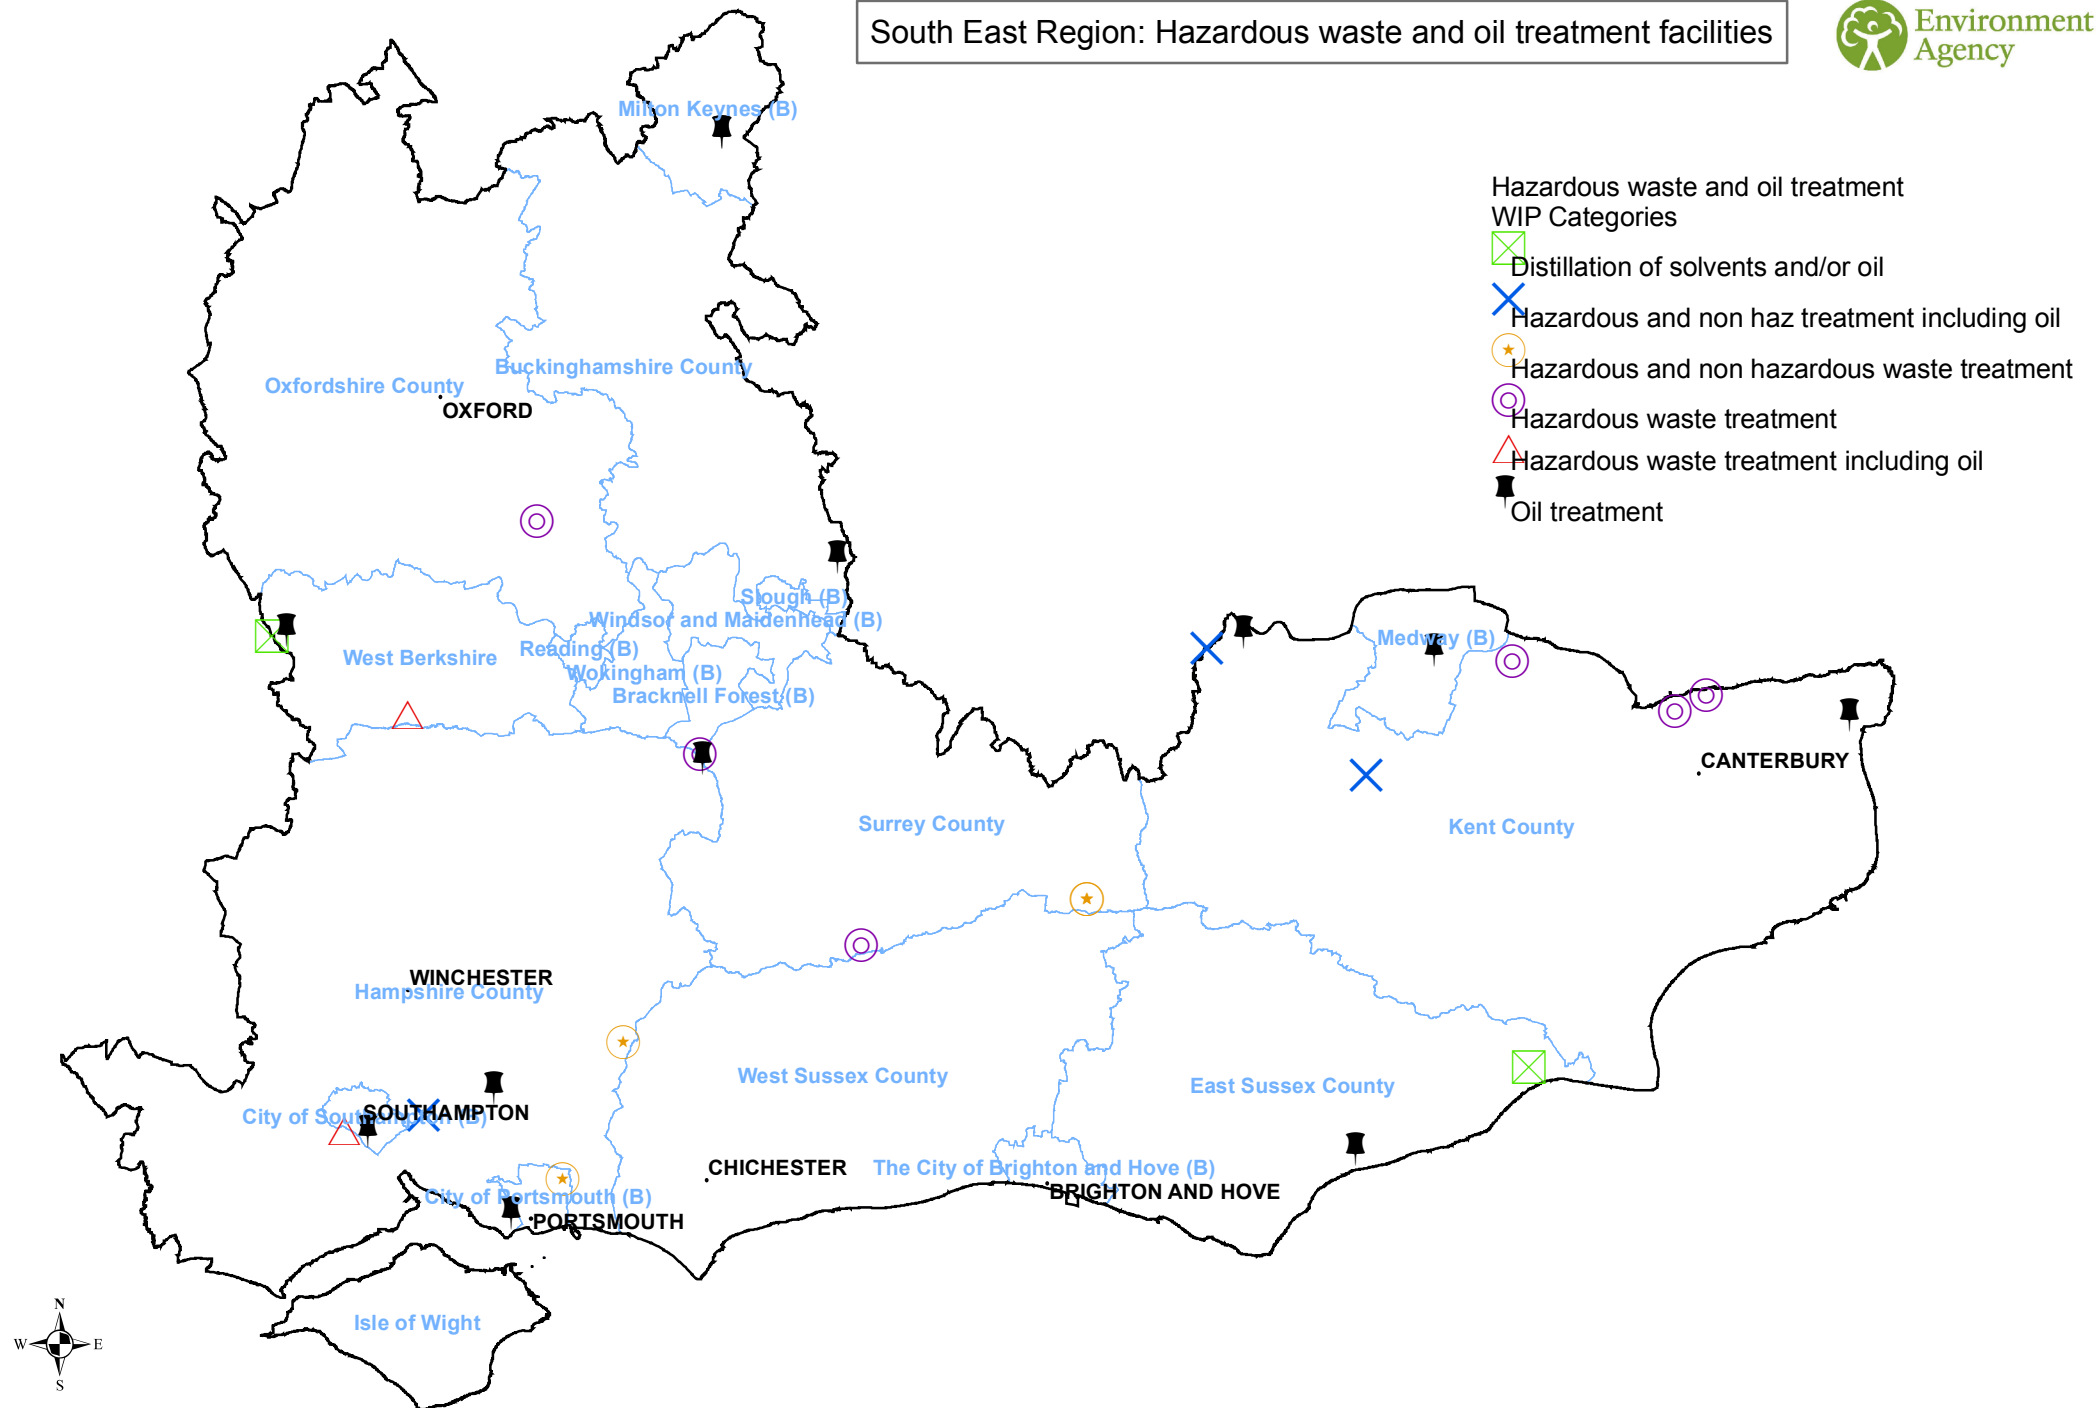 South East Region: Hazardous waste and oil treatment facilities
Environment
Agency
Milton Keynes (B)
Hazardous waste and oil treatment
WIP Categories
Distillation of solvents and/or oil
Hazardous and non haz treatment including oil
Hazardous and non hazardous waste treatment
Hazardous waste treatment
Hazardous waste treatment including oil
Oil treatment
Buckinghamshire County
Oxfordshire County
OXFORD
Slough (B)
Windsor and Maidenhead (B)
Reading (B)
West Berkshire
Wokingham (B)
Bracknell Forest (B)
Medway (B)
CANTERBURY
Surrey County
Kent County
WINCHESTER
Hampshire County
West Sussex County
East Sussex County
SOUTHAMPTON
City of Southampton (B)
CHICHESTER
The City of Brighton and Hove (B)
BRIGHTON AND HOVE
City of Portsmouth (B)
PORTSMOUTH
Isle of Wight
N
W E
S